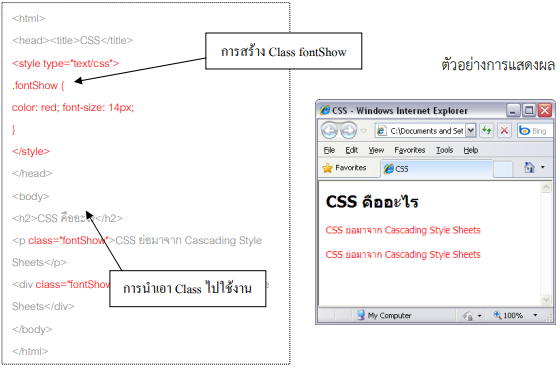 <html>
<head><title>CSS</title>
<style type="text/css">
.fontShow {
color: red; font-size: 14px;
}
</style>
</head>
<body>
<h2>CSS คืออะ</h2>
<p class="fontShow">CSS ย่อมาจาก Cascading Style
Sheets</p>
<div class="fontShow
Sheets</div>
</body>
</html>
การสร้าง Class fontShow
การนำเอา Class ไปใช้งาน
ตัวอย่างการแสดงผล
CSS - Windows Internet Explorer
C:\Documents and Set
Bing
File Edit View Favorites Tools Help
Favorites CSS
CSS คืออะไร
CSS ย่อมาจาก Cascading Style Sheets
CSS ย่อมาจาก Cascading Style Sheets
My Computer 100%